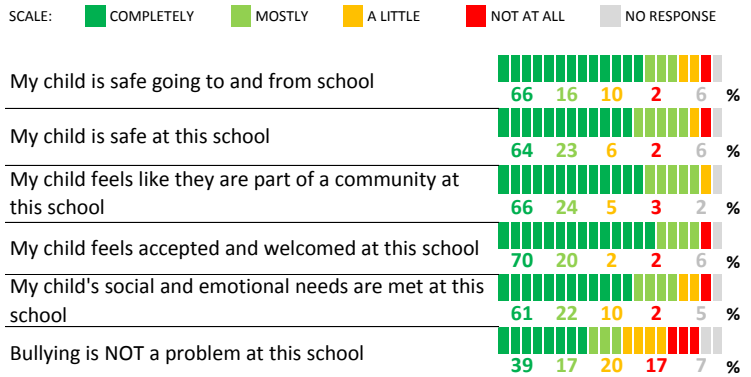 SCALE: COMPLETELY MOSTLY A LITTLE NOT AT ALL NO RESPONSE
My child is safe going to and from school
66 16 10 2 6 %
My child is safe at this school
64 23 6 2 6 %
My child feels like they are part of a community at
this school
66 24 5 3 2 %
My child feels accepted and welcomed at this school
70 20 2 2 6 %
My child's social and emotional needs are met at this
school
61 22 10 2 5 %
Bullying is NOT a problem at this school
39 17 20 17 7 %